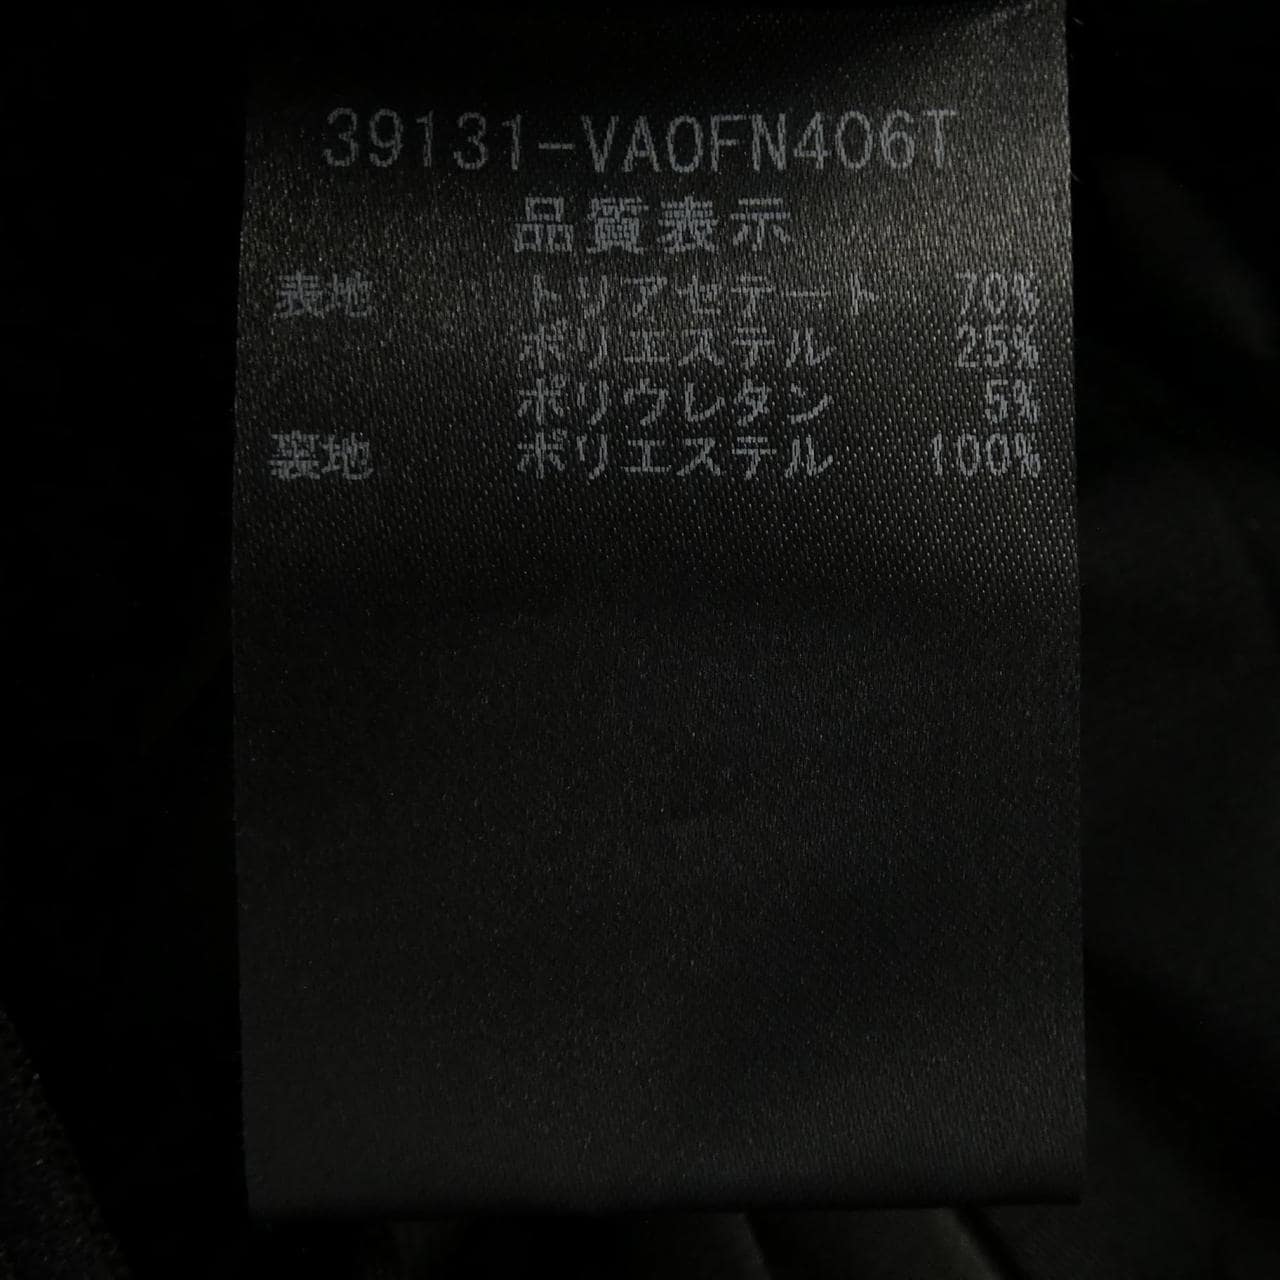 39131-VA0FN406T
品質表示
表地 トリアセテート 70%
ポリエステル 25%
ポリウレタン 5%
裏地 ポリエステル 100%